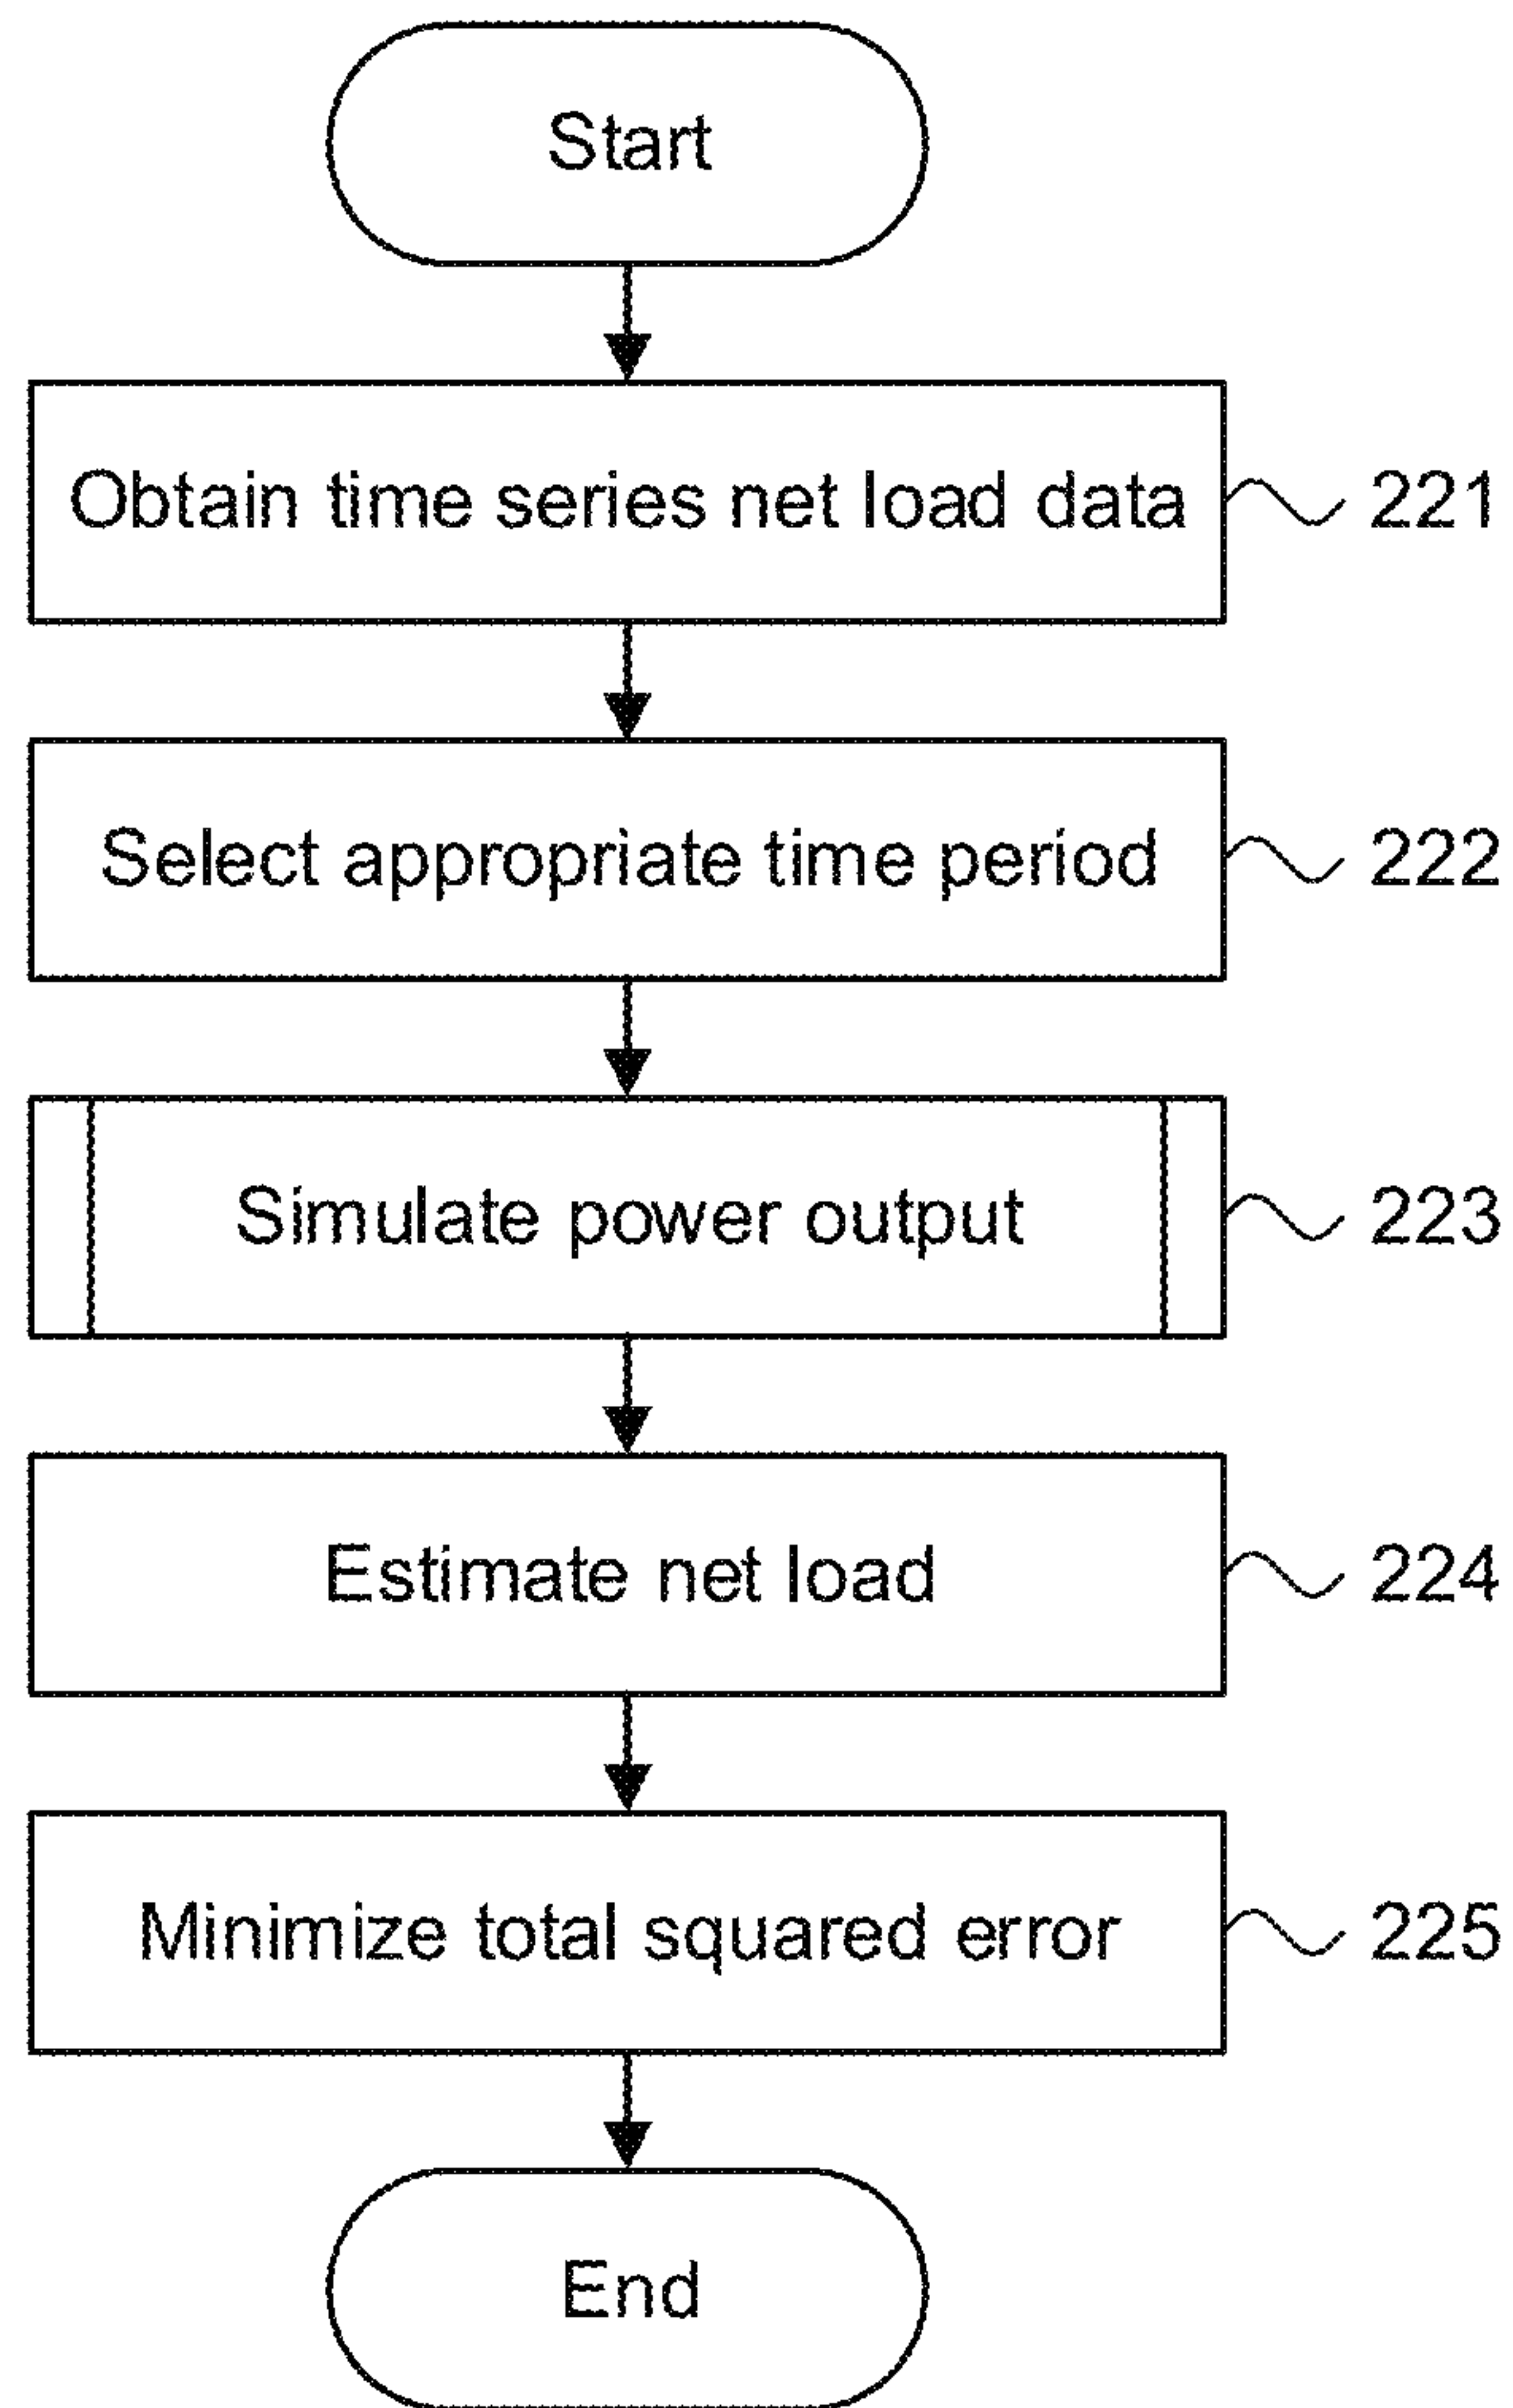 Start
Obtain time series net load data 221
Select appropriate time period 222
Simulate power output 223
Estimate net load 224
Minimize total squared error 225
End